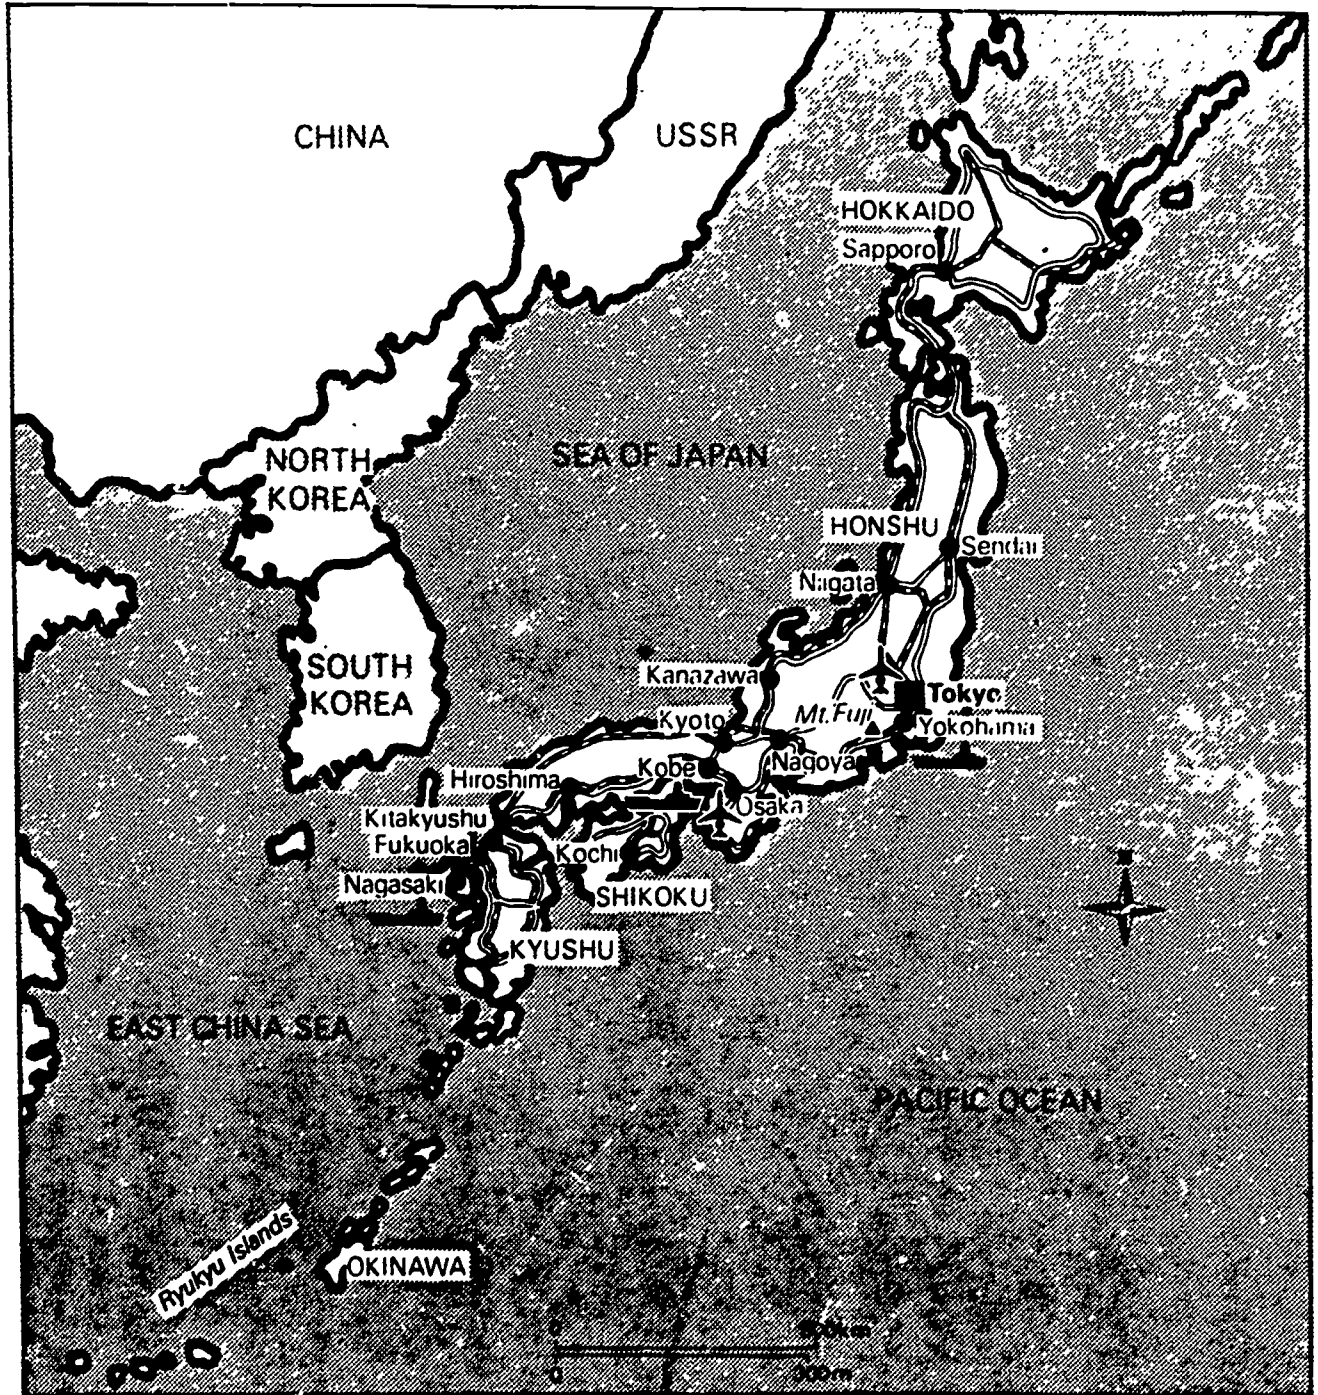 CHINA
USSR
HOKKAIDO
Sapporo
NORTH
KOREA
SEA OF JAPAN
HONSHU
Sendai
Niigata
SOUTH
KOREA
Kanazawa
Tokyo
Kyoto
Mt. Fuji
Yokohama
Nagoya
Kobe
Hiroshima
Osaka
Kitakyushu
Fukuoka
Kochi
Nagasaki
SHIKOKU
KYUSHU
EAST CHINA SEA
PACIFIC OCEAN
Ryukyu Islands
OKINAWA
0